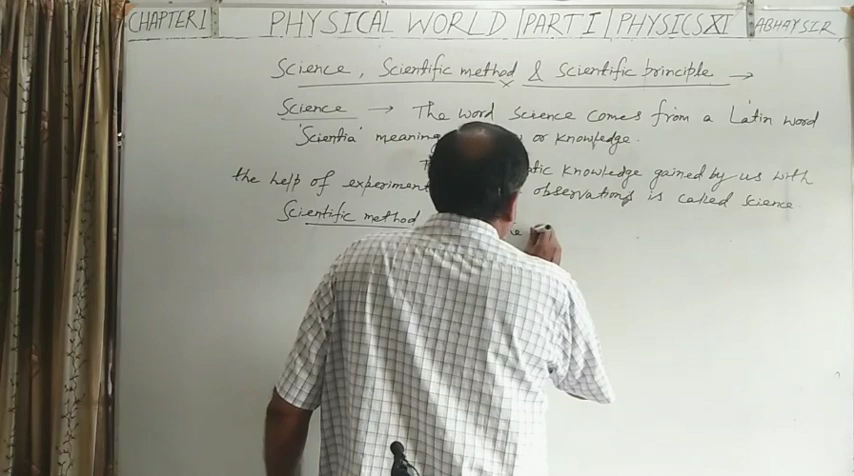 CHAPTER 1 PHYSICAL WORLD | PART I | PHYSICS XI ABHAY SIR
Science, Scientific method & Scientific principle →
Science → The word Science comes from a Latin word
'Scientia' meaning or knowledge.
knowledge gained by us with
the help of experiment observations is called science.
Scientific method